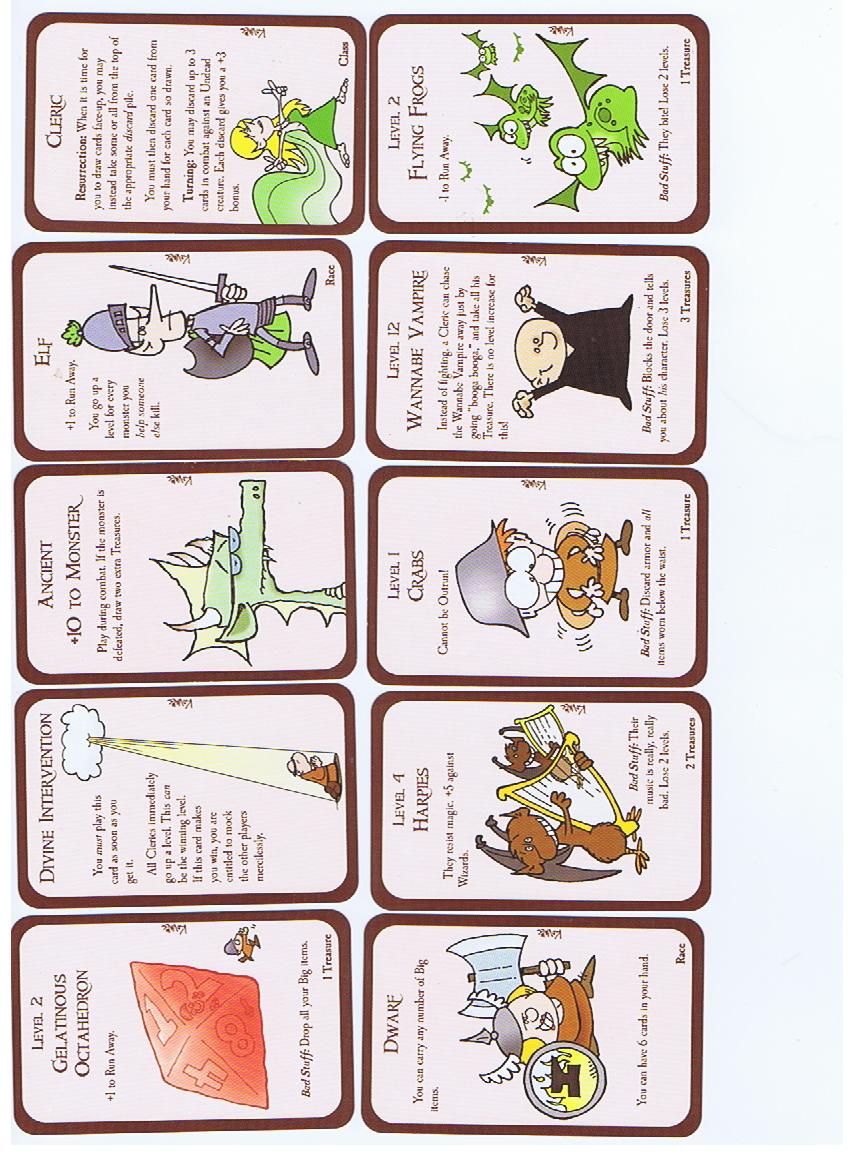 LEVEL 2
GELATINOUS
OCTAHEDRON
+1 to Run Away.
Bad Stuff: Drop all your Big items.
1 Treasure
DIVINE INTERVENTION
You must play this
card as soon as you
get it.
All Clerics immediately
go up a level. This can
be the winning level.
If this card makes
you win, you are
entitled to mock
the other players
mercilessly.
ANCIENT
+10 TO MONSTER
Play during combat. If the monster is
defeated, draw two extra Treasures.
ELF
+1 to Run Away.
You go up a
level for every
monster you
help someone
else kill.
Race
CLERIC
Resurrection: When it is time for
you to draw cards face-up, you may
instead take some or all from the top of
the appropriate discard pile.
You must then discard one card from
your hand for each card so drawn.
Turning: You may discard up to 3
cards in combat against an Undead
creature. Each discard gives you a +3
bonus.
Class
DWARF
You can carry any number of Big
items.
You can have 6 cards in your hand.
Race
LEVEL 4
HARPIES
They resist magic. +5 against
Wizards.
Bad Stuff: Their
music is really, really
bad. Lose 2 levels.
2 Treasures
LEVEL 1
CRABS
Cannot be Outrun!
Bad Stuff: Discard armor and all
items worn below the waist.
1 Treasure
LEVEL 12
WANNABE VAMPIRE
Instead of fighting, a Cleric can chase
the Wannabe Vampire away just by
going "booga booga," and take all his
Treasure. There is no level increase for
this!
Bad Stuff: Blocks the door and tells
you about his character. Lose 3 levels.
3 Treasures
LEVEL 2
FLYING FROGS
-1 to Run Away.
Bad Stuff: They bite! Lose 2 levels.
1 Treasure